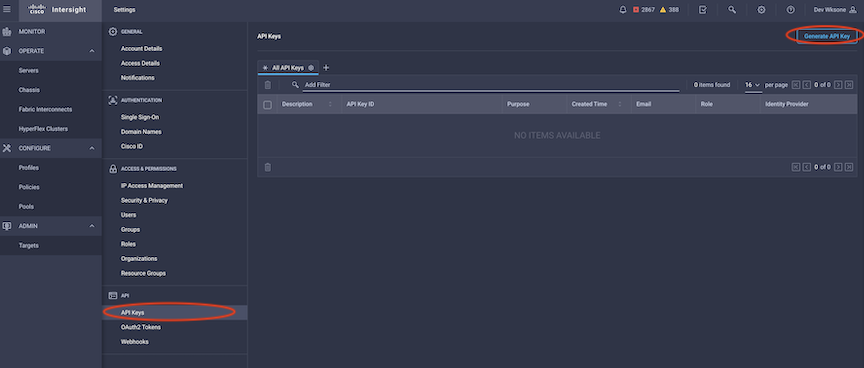 CISCO Intersight
Settings
2867
388
Dev Wksone
MONITOR
OPERATE
Servers
Chassis
Fabric Interconnects
HyperFlex Clusters
CONFIGURE
Profiles
Policies
Pools
ADMIN
Targets
GENERAL
Account Details
Access Details
Notifications
AUTHENTICATION
Single Sign-On
Domain Names
Cisco ID
ACCESS & PERMISSIONS
IP Access Management
Security & Privacy
Users
Groups
Roles
Organizations
Resource Groups
API
API Keys
OAuth2 Tokens
Webhooks
API Keys
Generate API Key
All API Keys
Add Filter
0 items found 16 per page 0 of 0
Description API Key ID Purpose Created Time Email Role Identity Provider
NO ITEMS AVAILABLE
0 of 0